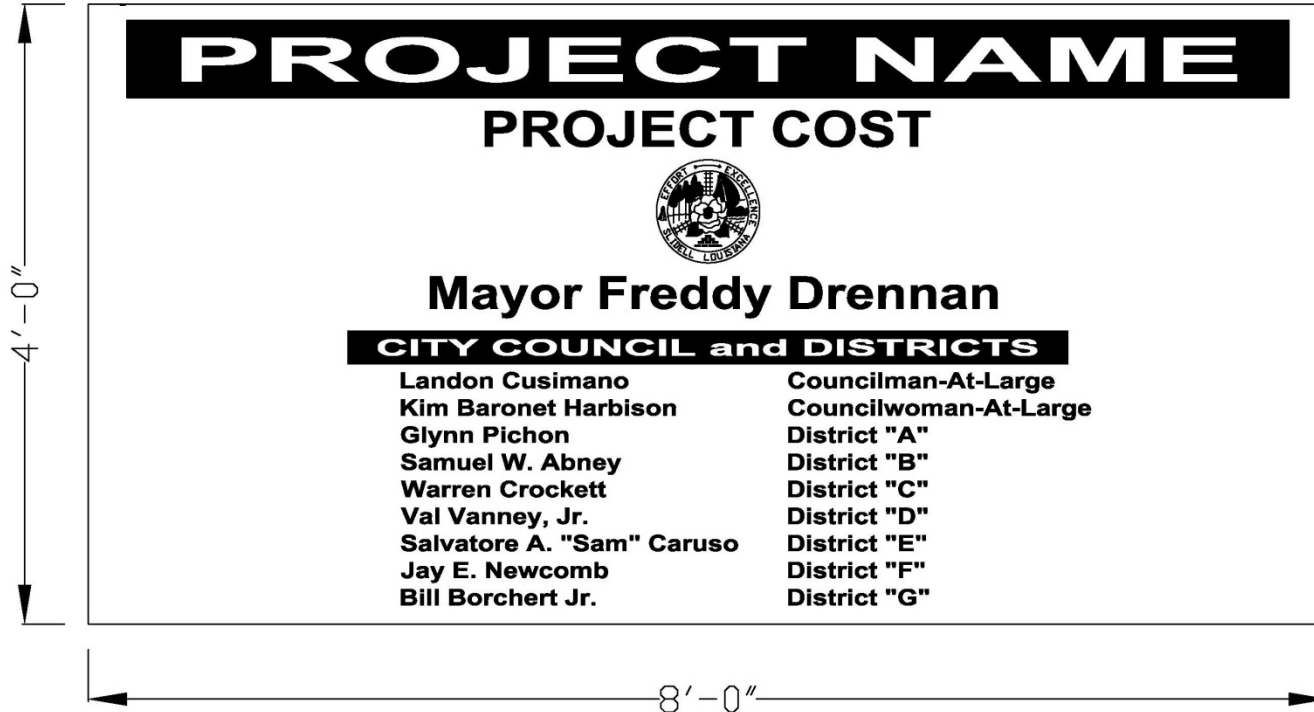 PROJECT NAME
PROJECT COST
EFFORT EXCELLENCE
SLIDELL LOUISIANA
Mayor Freddy Drennan
CITY COUNCIL and DISTRICTS
Landon Cusimano Councilman-At-Large
Kim Baronet Harbison Councilwoman-At-Large
Glynn Pichon District "A"
Samuel W. Abney District "B"
Warren Crockett District "C"
Val Vanney, Jr. District "D"
Salvatore A. "Sam" Caruso District "E"
Jay E. Newcomb District "F"
Bill Borchert Jr. District "G"
4'-0"
8'-0"